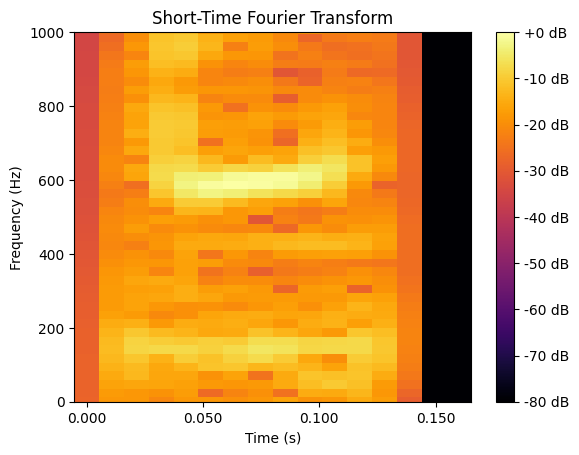 Short-Time Fourier Transform
1000
800
600
400
200
0
Frequency (Hz)
0.000
0.050
0.100
0.150
Time (s)
+0 dB
-10 dB
-20 dB
-30 dB
-40 dB
-50 dB
-60 dB
-70 dB
-80 dB